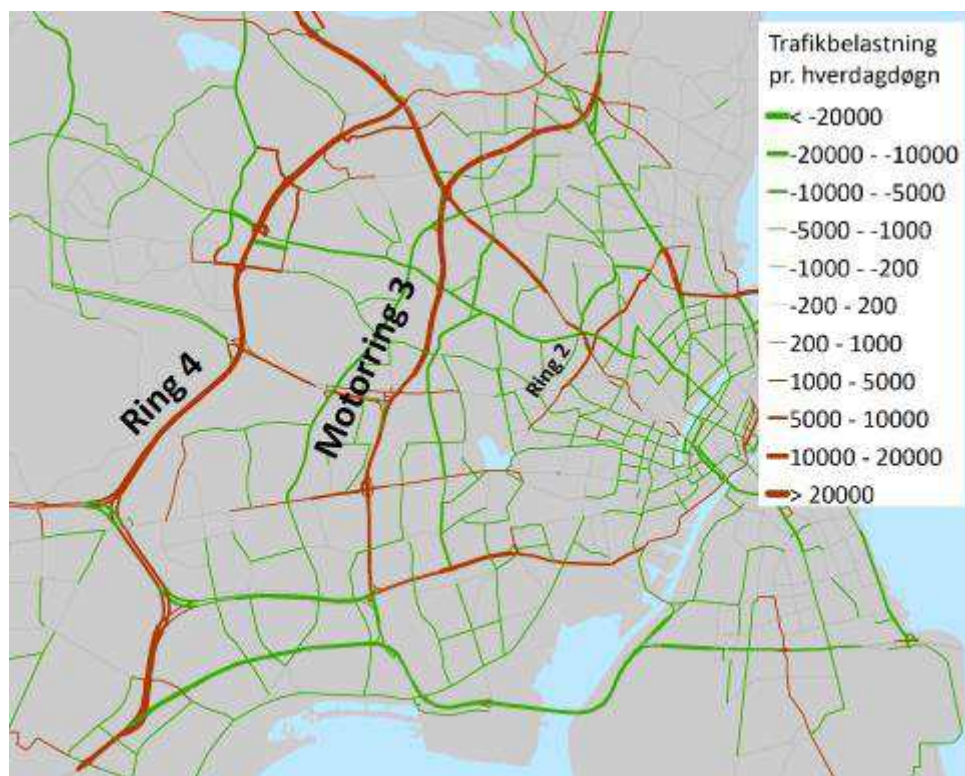 Trafikbelastning
pr. hverdagdøgn
< -20000
-20000 - -10000
-10000 - -5000
-5000 - -1000
-1000 - -200
-200 - 200
200 - 1000
1000 - 5000
5000 - 10000
10000 - 20000
> 20000
Ring 4
Motorring 3
Ring 2